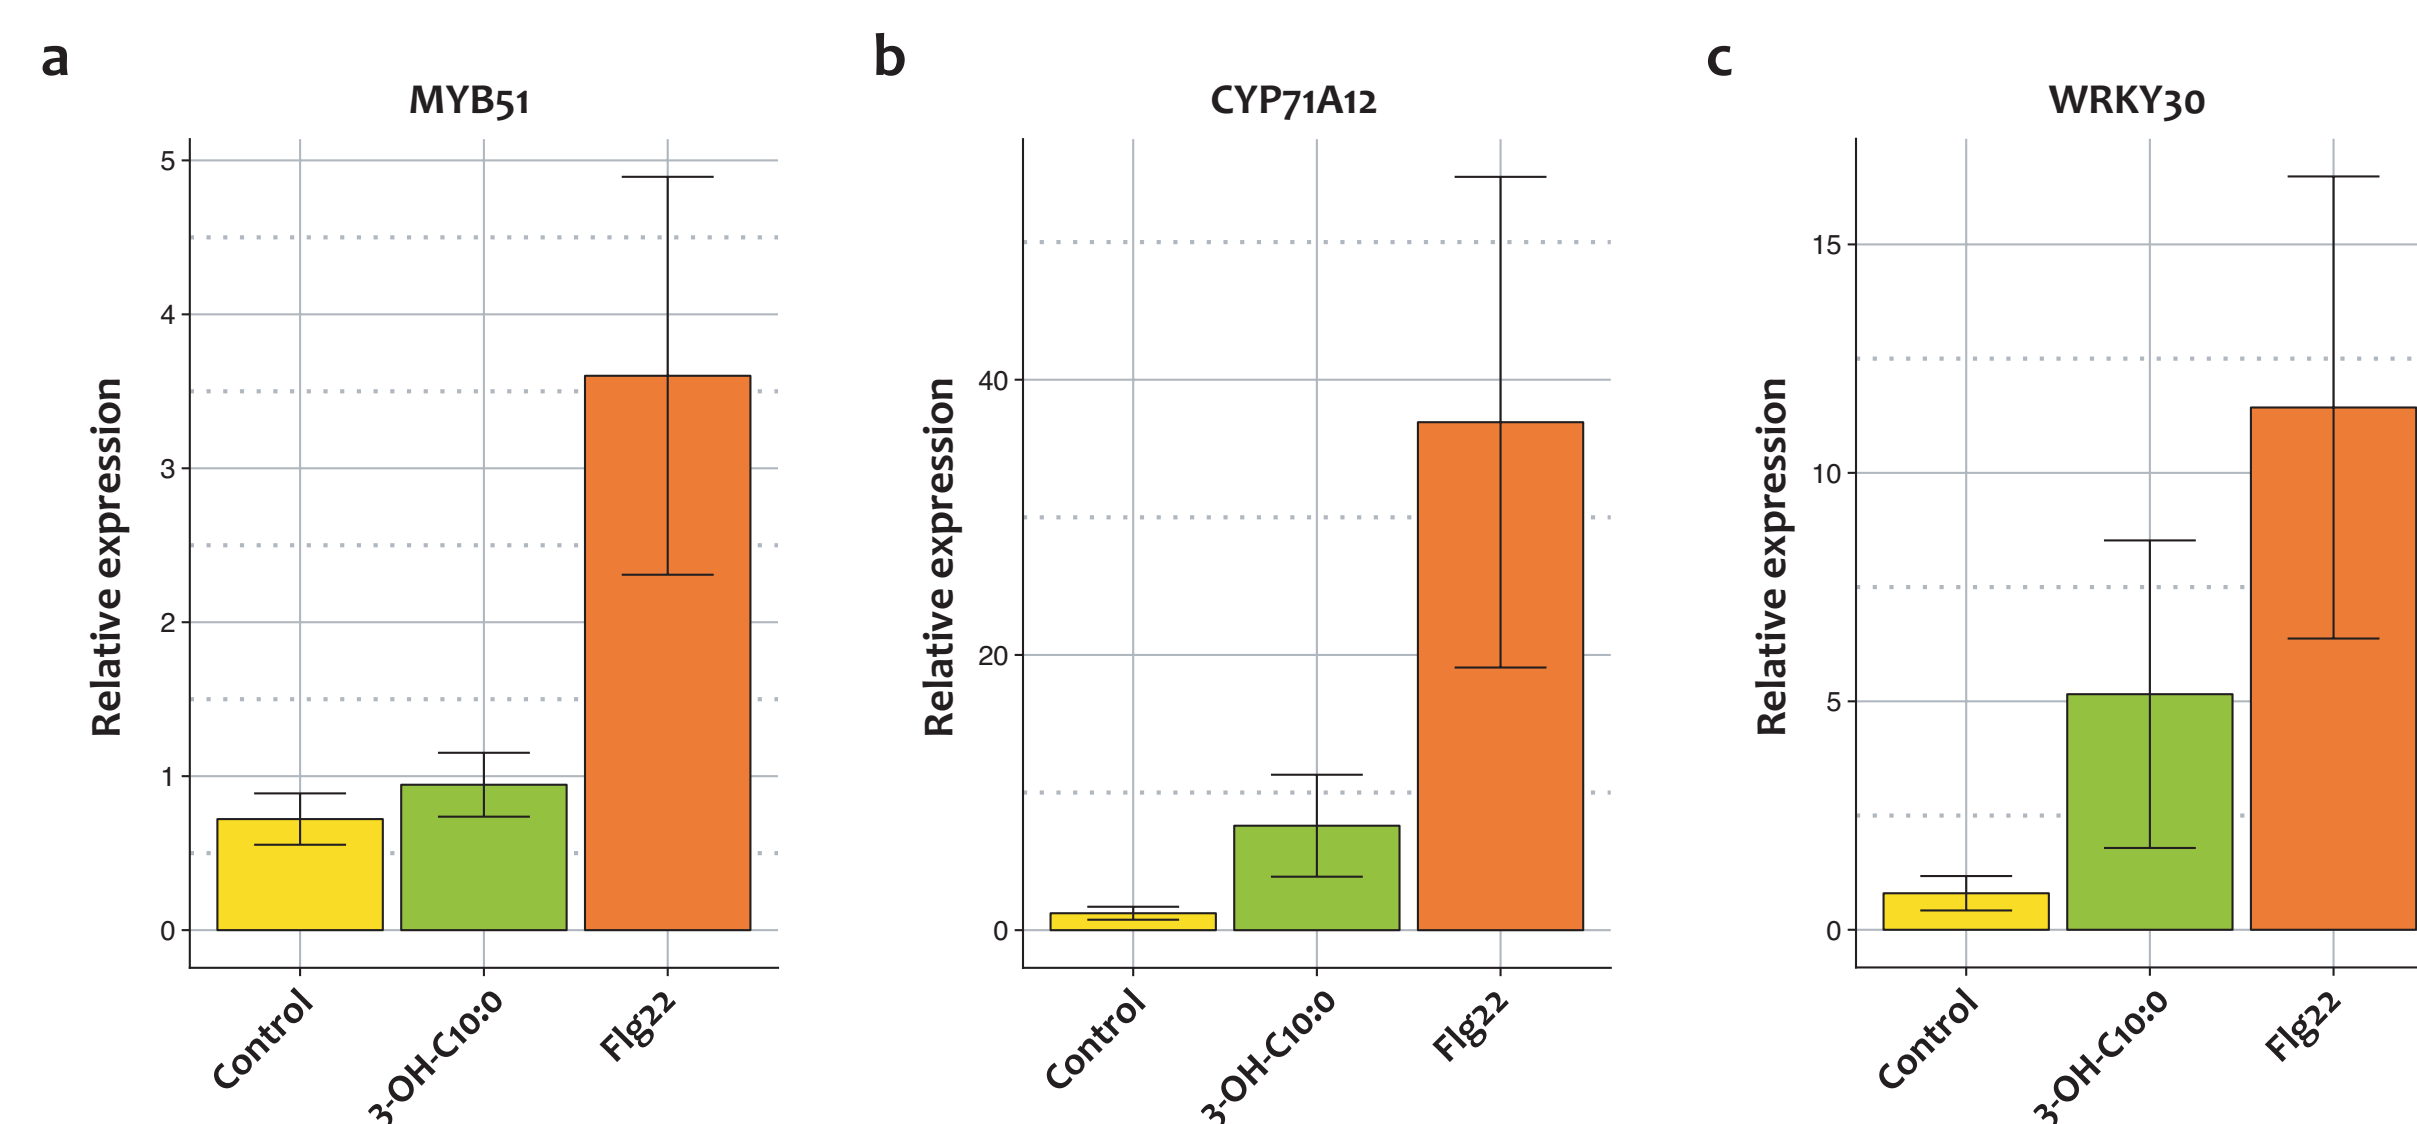 a
MYB51
Relative expression
5
4
3
2
1
0
Control
3-OH-C10:0
Flg22
b
CYP71A12
Relative expression
40
20
0
Control
3-OH-C10:0
Flg22
c
WRKY30
Relative expression
15
10
5
0
Control
3-OH-C10:0
Flg22